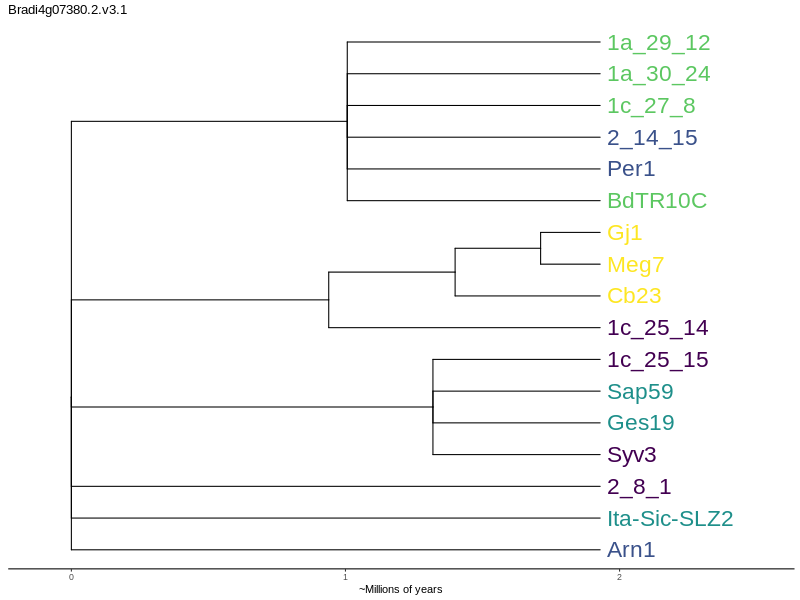 Bradi4g07380.2.v3.1
1a_29_12
1a_30_24
1c_27_8
2_14_15
Per1
BdTR10C
Gj1
Meg7
Cb23
1c_25_14
1c_25_15
Sap59
Ges19
Syv3
2_8_1
Ita-Sic-SLZ2
Arn1
0 1 2
~Millions of years